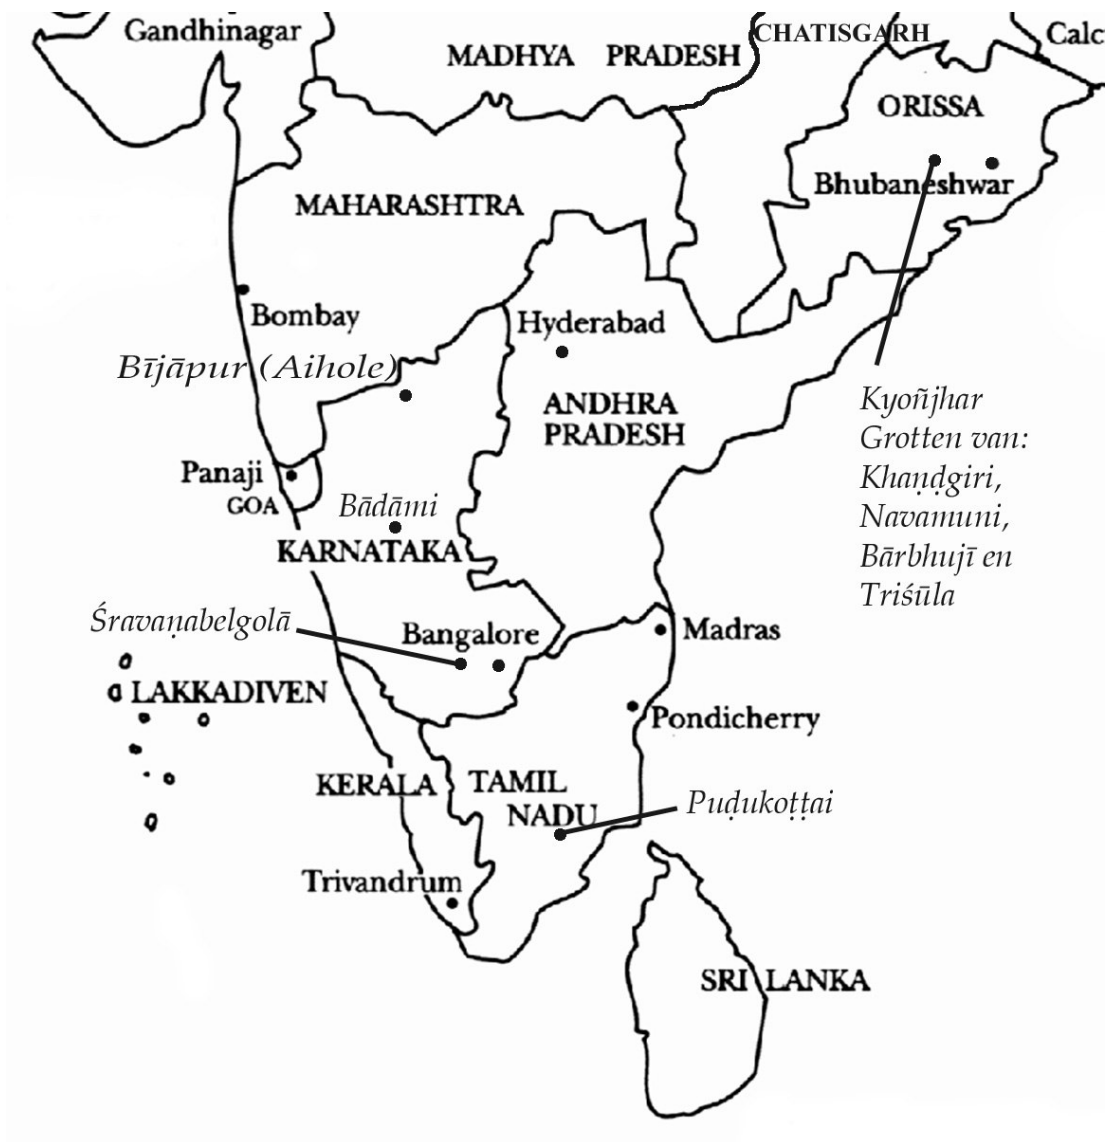 Gandhinagar
MADHYA PRADESH
CHATISGARH
Calc
ORISSA
Bhubaneshwar
MAHARASHTRA
Bombay
Hyderabad
Bījāpur (Aihole)
ANDHRA
PRADESH
Kyoñjhar
Grotten van:
Khaṇḍgiri,
Navamuni,
Bārbhujī en
Triśūla
Panaji
GOA
Bādāmi
KARNATAKA
Śravaṇabelgolā
Bangalore
Madras
LAKKADIVEN
Pondicherry
KERALA
TAMIL
NADU
Puḍukoṭṭai
Trivandrum
SRI LANKA